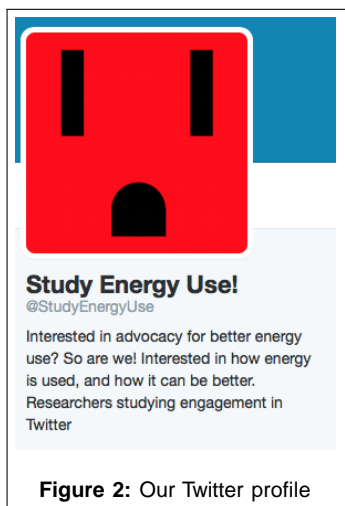 Study Energy Use!
@StudyEnergyUse
Interested in advocacy for better energy
use? So are we! Interested in how energy
is used, and how it can be better.
Researchers studying engagement in
Twitter
Figure 2: Our Twitter profile